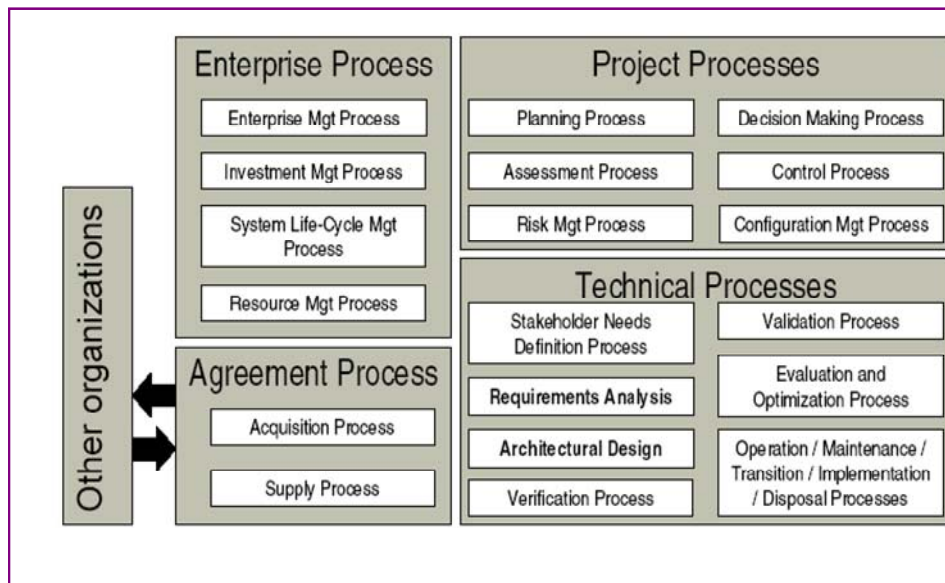 Other organizations
Enterprise Process
Enterprise Mgt Process
Investment Mgt Process
System Life-Cycle Mgt
Process
Resource Mgt Process
Agreement Process
Acquisition Process
Supply Process
Project Processes
Planning Process
Decision Making Process
Assessment Process
Control Process
Risk Mgt Process
Configuration Mgt Process
Technical Processes
Stakeholder Needs
Definition Process
Requirements Analysis
Architectural Design
Verification Process
Validation Process
Evaluation and
Optimization Process
Operation / Maintenance /
Transition / Implementation
/ Disposal Processes